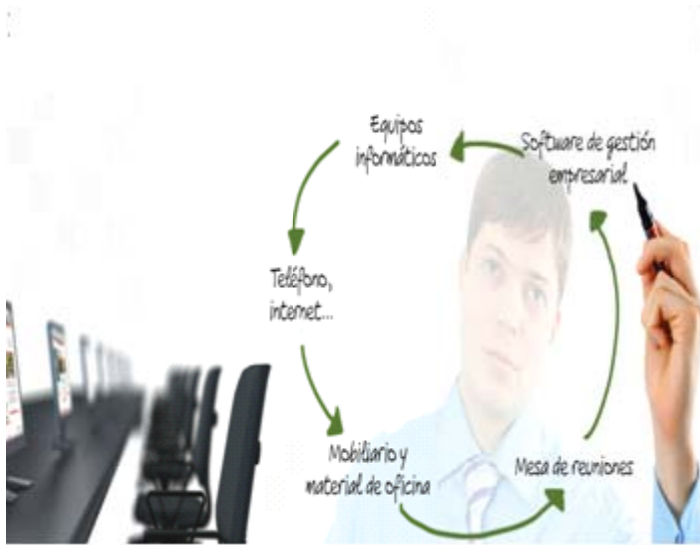 Equipos
informáticos
Software de gestión
empresarial
Teléfono,
internet...
Mobiliario y
material de oficina
Mesa de reuniones